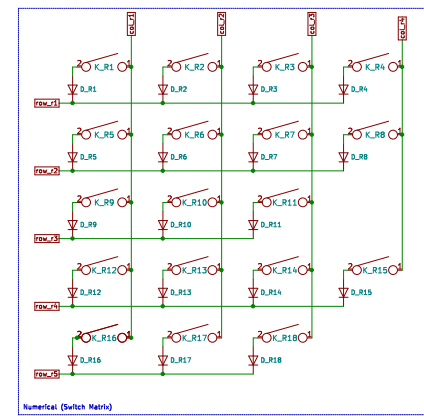 col_r1 col_r2 col_r3 col_r4
2 K_R1 1 2 K_R2 1 2 K_R3 1 2 K_R4 1
D_R1 D_R2 D_R3 D_R4
row_r1
2 K_R5 1 2 K_R6 1 2 K_R7 1 2 K_R8 1
D_R5 D_R6 D_R7 D_R8
row_r2
2 K_R9 1 2 K_R10 1 2 K_R11 1
D_R9 D_R10 D_R11
row_r3
2 K_R12 1 2 K_R13 1 2 K_R14 1 2 K_R15 1
D_R12 D_R13 D_R14 D_R15
row_r4
2 K_R16 1 2 K_R17 1 2 K_R18 1
D_R16 D_R17 D_R18
row_r5
Numerical (Switch Matrix)